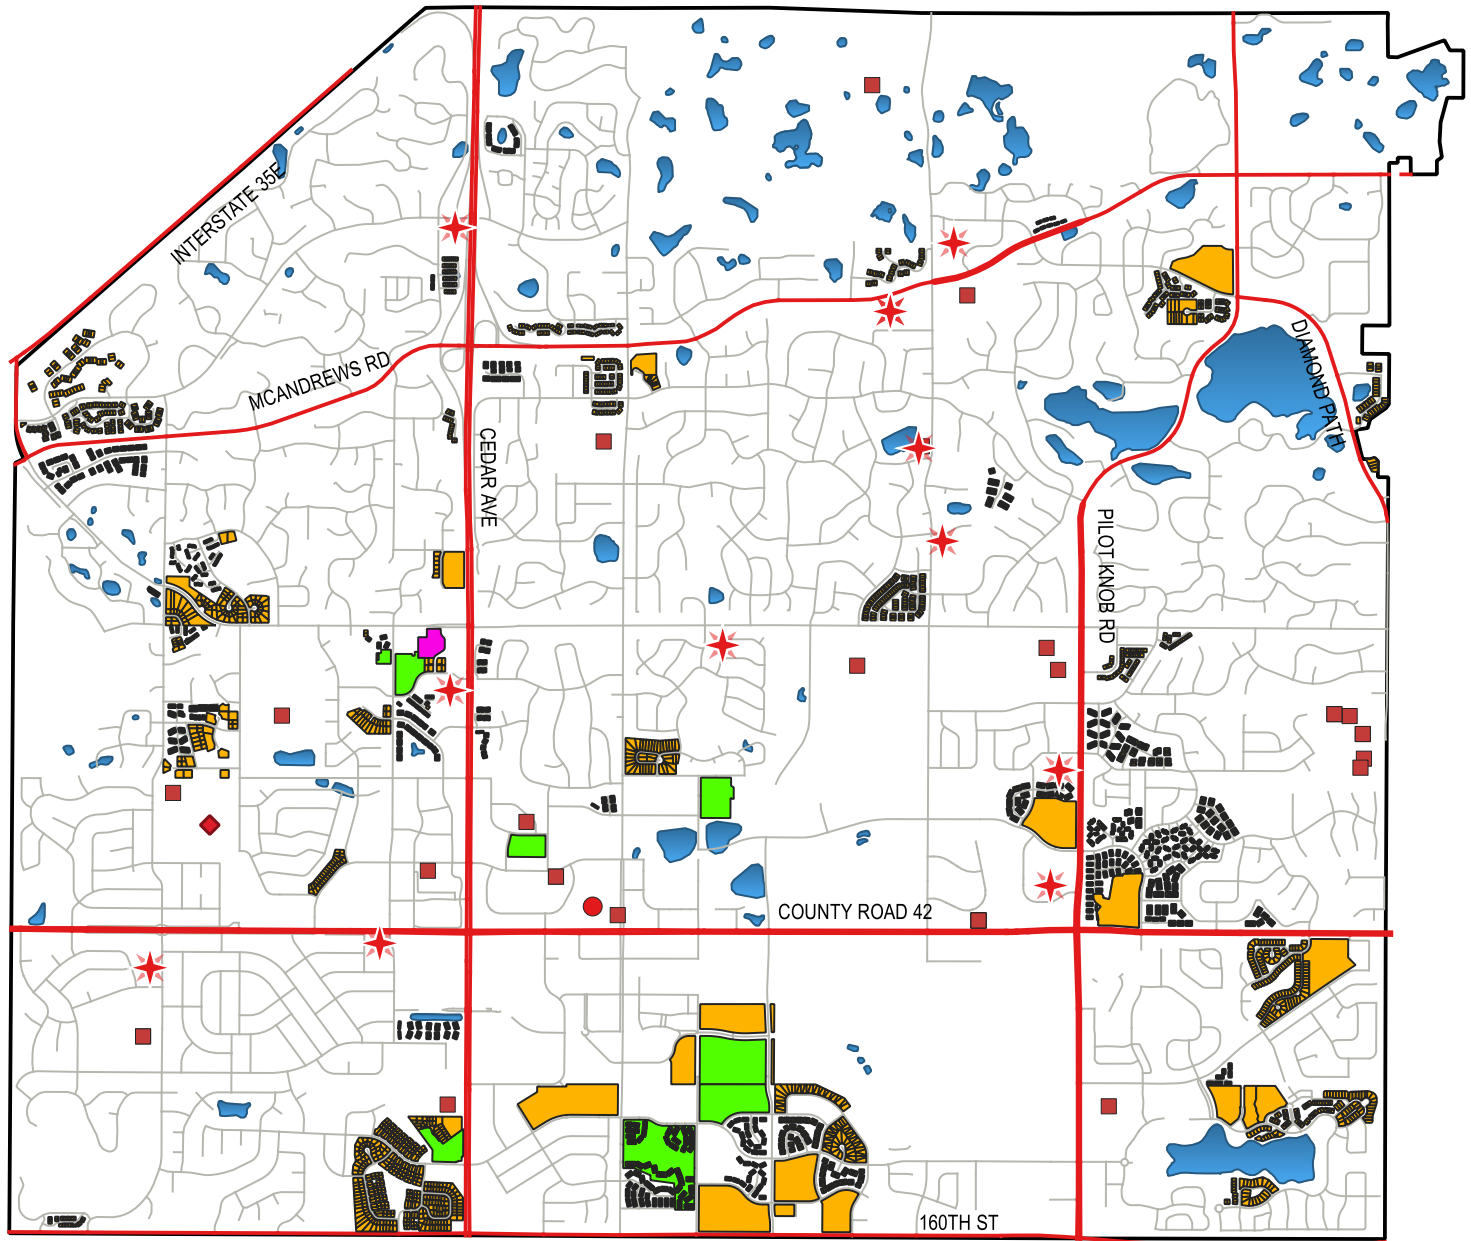 INTERSTATE 35E
MCANDREWS RD
DIAMOND PATH
CEDAR AVE
PILOT KNOB RD
COUNTY ROAD 42
160TH ST